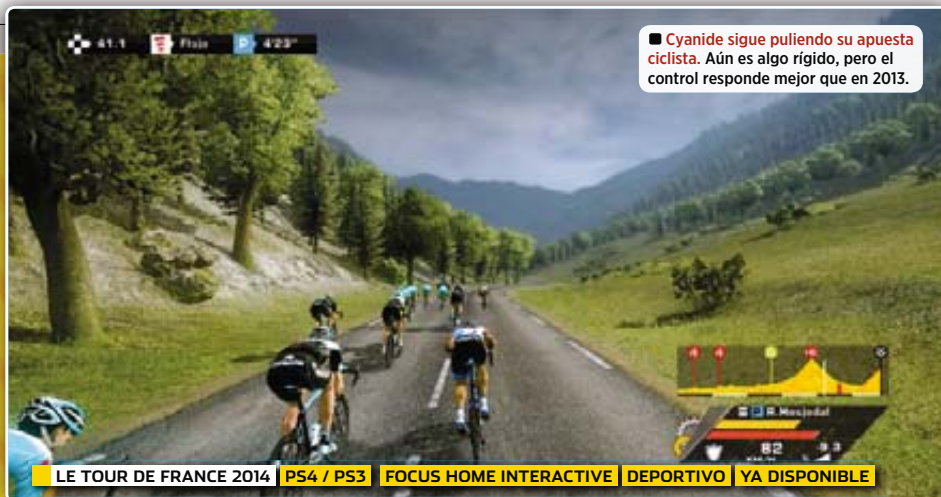 41.1 Flojo P 4'23"
■ Cyanide sigue puliendo su apuesta
ciclista. Aún es algo rígido, pero el
control responde mejor que en 2013.
82
LE TOUR DE FRANCE 2014 PS4 / PS3 FOCUS HOME INTERACTIVE DEPORTIVO YA DISPONIBLE